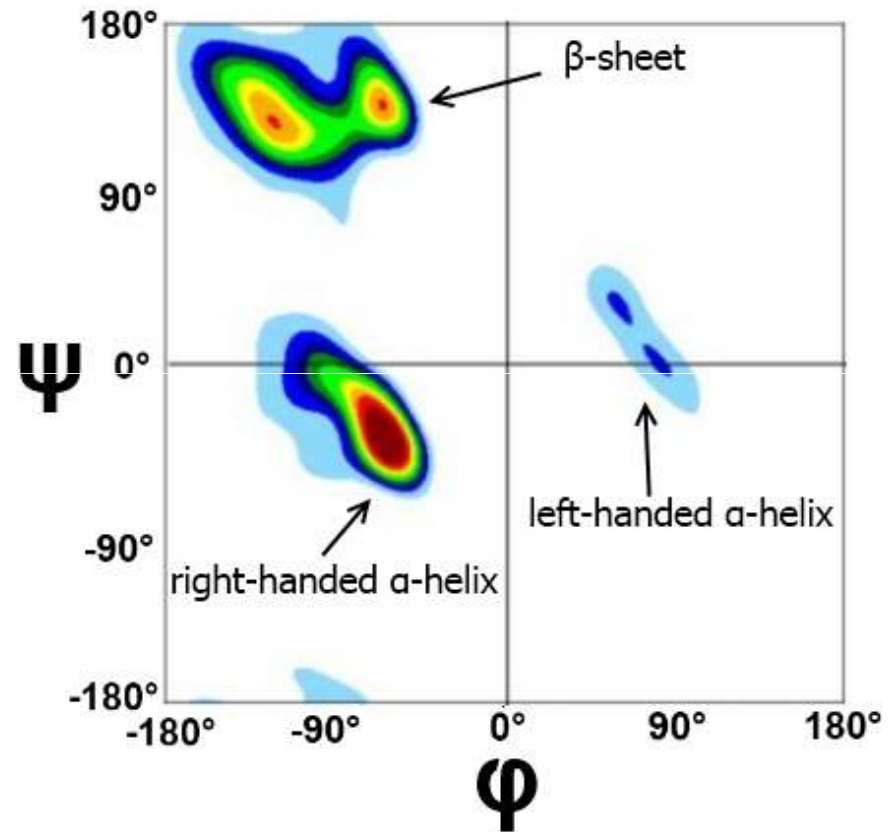 180°
β-sheet
90°
ψ
0°
left-handed α-helix
-90°
right-handed α-helix
-180°
-180°
-90°
0°
90°
180°
φ